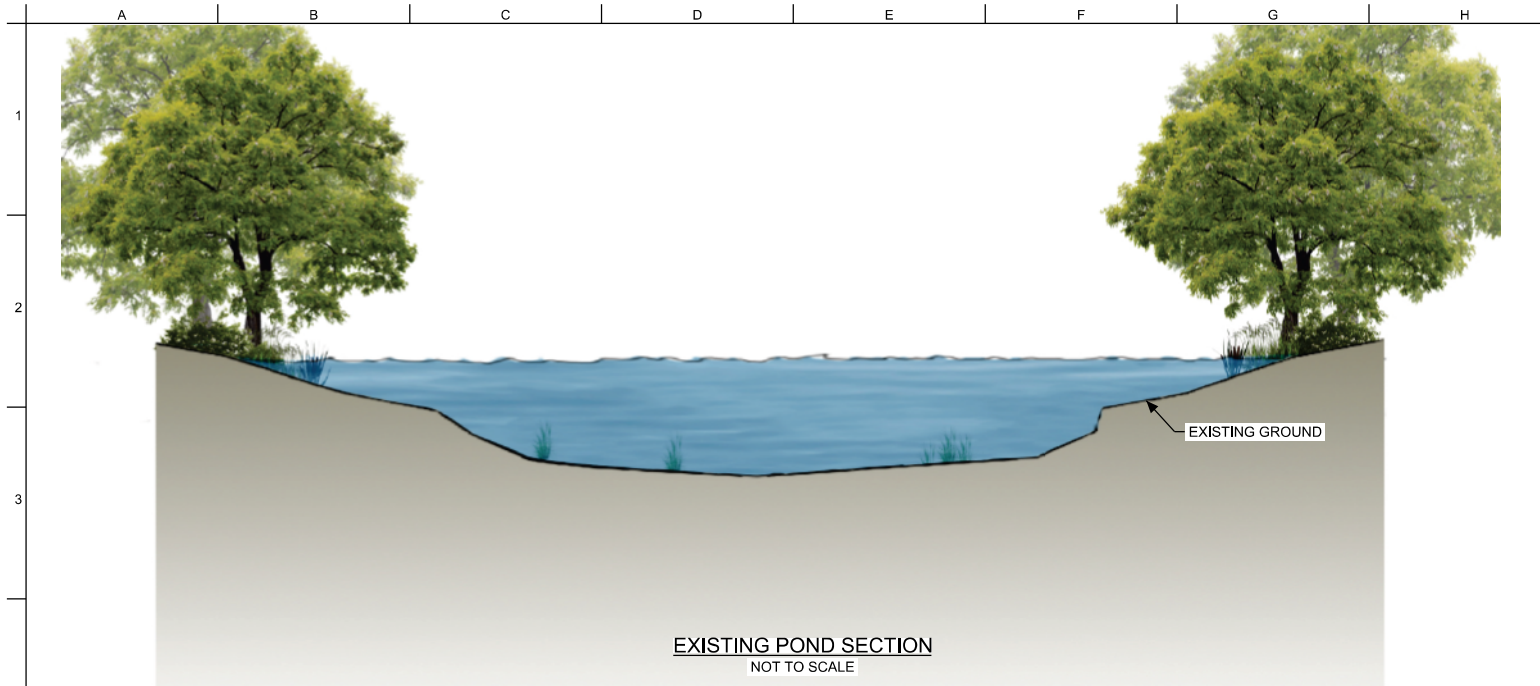 A B C D E F G H
1
2
EXISTING GROUND
3
EXISTING POND SECTION
NOT TO SCALE